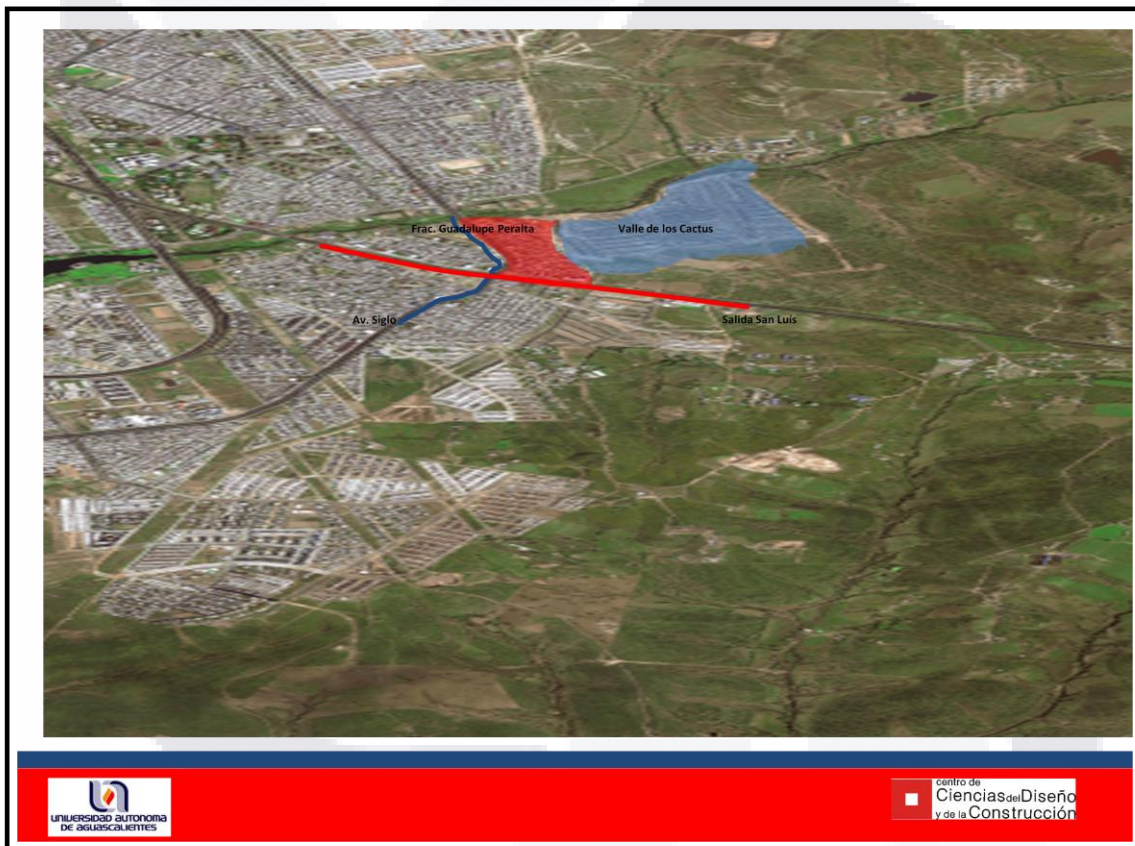 Frac. Guadalupe Peralta
Valle de los Cactus
Av. Siglo
Salida San Luís
UNIVERSIDAD AUTONOMA
DE AGUASCALIENTES
centro de
Ciencias del Diseño
y de la Construcción